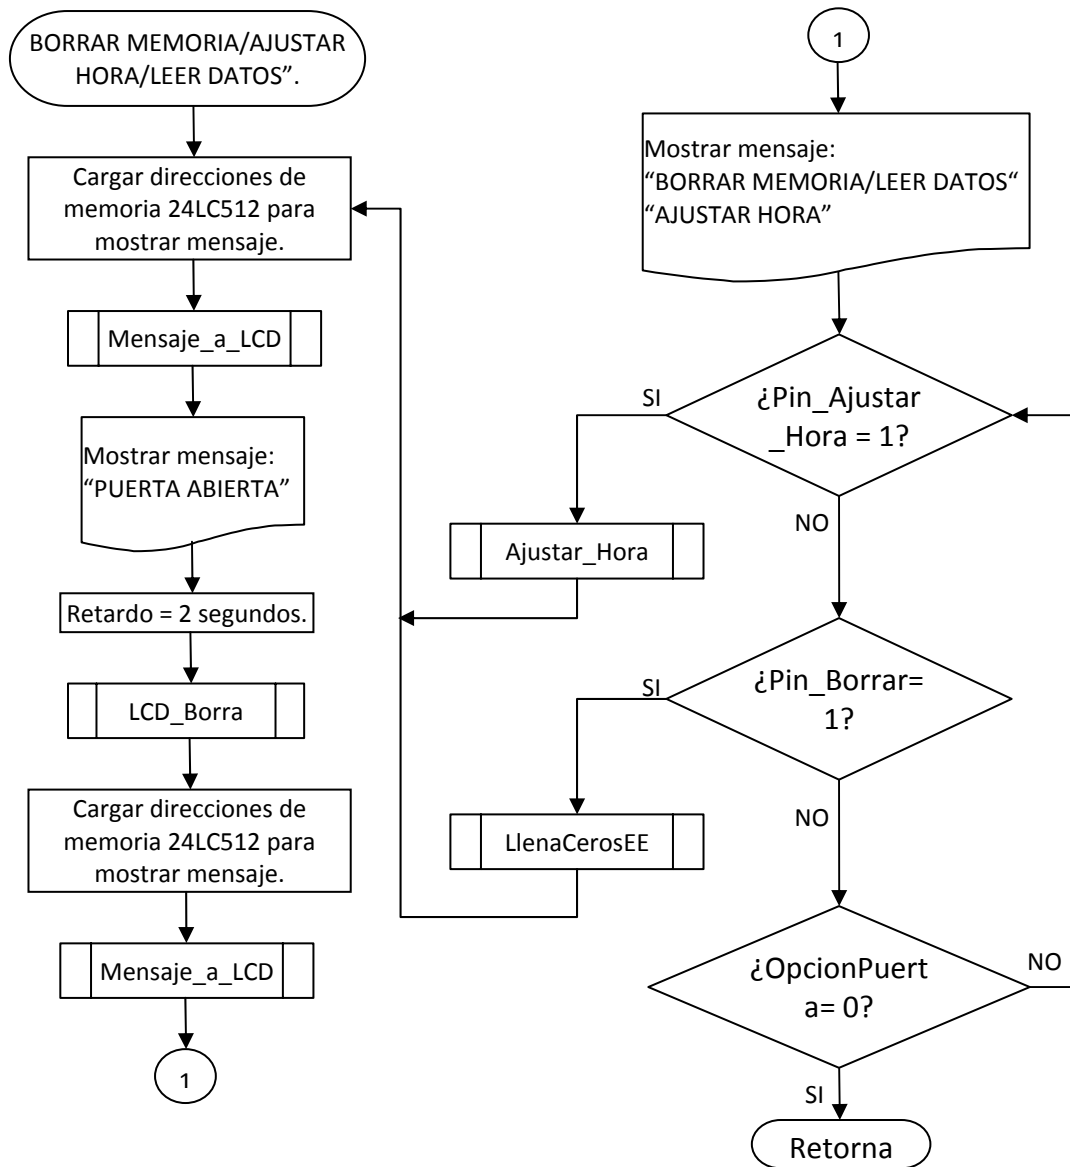 BORRAR MEMORIA/AJUSTAR
HORA/LEER DATOS”.
Cargar direcciones de
memoria 24LC512 para
mostrar mensaje.
Mensaje_a_LCD
Mostrar mensaje:
“PUERTA ABIERTA”
Retardo = 2 segundos.
LCD_Borra
Cargar direcciones de
memoria 24LC512 para
mostrar mensaje.
Mensaje_a_LCD
1
1
Mostrar mensaje:
“BORRAR MEMORIA/LEER DATOS“
“AJUSTAR HORA”
¿Pin_Ajustar
_Hora = 1?
SI
NO
Ajustar_Hora
¿Pin_Borrar=
1?
SI
NO
LlenaCerosEE
¿OpcionPuert
a= 0?
NO
SI
Retorna